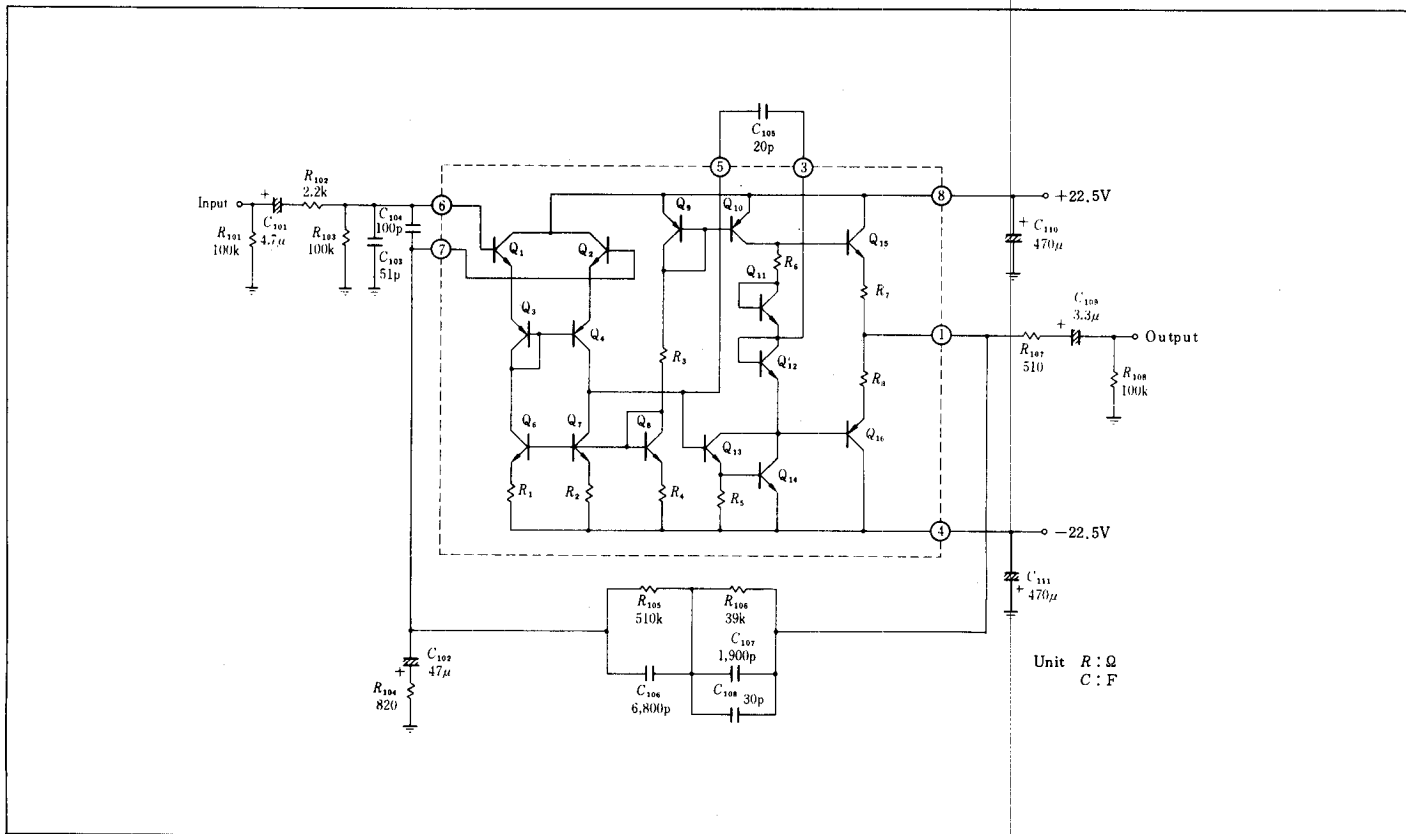 C₁₀₅
20p
5
3
R₁₀₂
2.2k
Input
+
C₁₀₁
4.7μ
R₁₀₁
100k
R₁₀₃
100k
C₁₀₄
100p
C₁₀₃
51p
6
7
8
+22.5V
+
C₁₁₀
470μ
Q₁
Q₂
Q₉
Q₁₀
Q₁₅
Q₁₁
R₆
R₇
Q₃
Q₄
R₃
Q₁₂
1
R₁₀₇
510
+
C₁₀₉
3.3μ
Output
R₁₀₈
100k
R₈
Q₆
Q₇
Q₈
Q₁₃
Q₁₄
Q₁₆
R₁
R₂
R₄
R₅
4
-22.5V
C₁₁₁
+
470μ
R₁₀₅
510k
R₁₀₆
39k
C₁₀₇
1,900p
C₁₀₆
6,800p
C₁₀₈
30p
C₁₀₂
+
47μ
R₁₀₄
820
Unit R : Ω
C : F